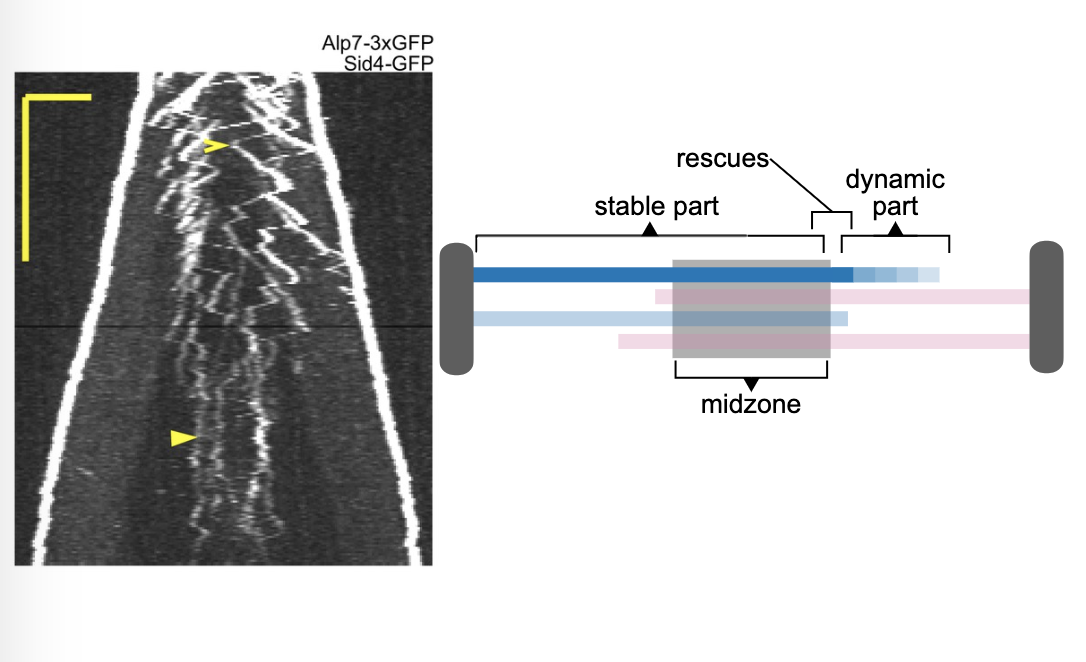 Alp7-3xGFP
Sid4-GFP
rescues
dynamic
part
stable part
midzone